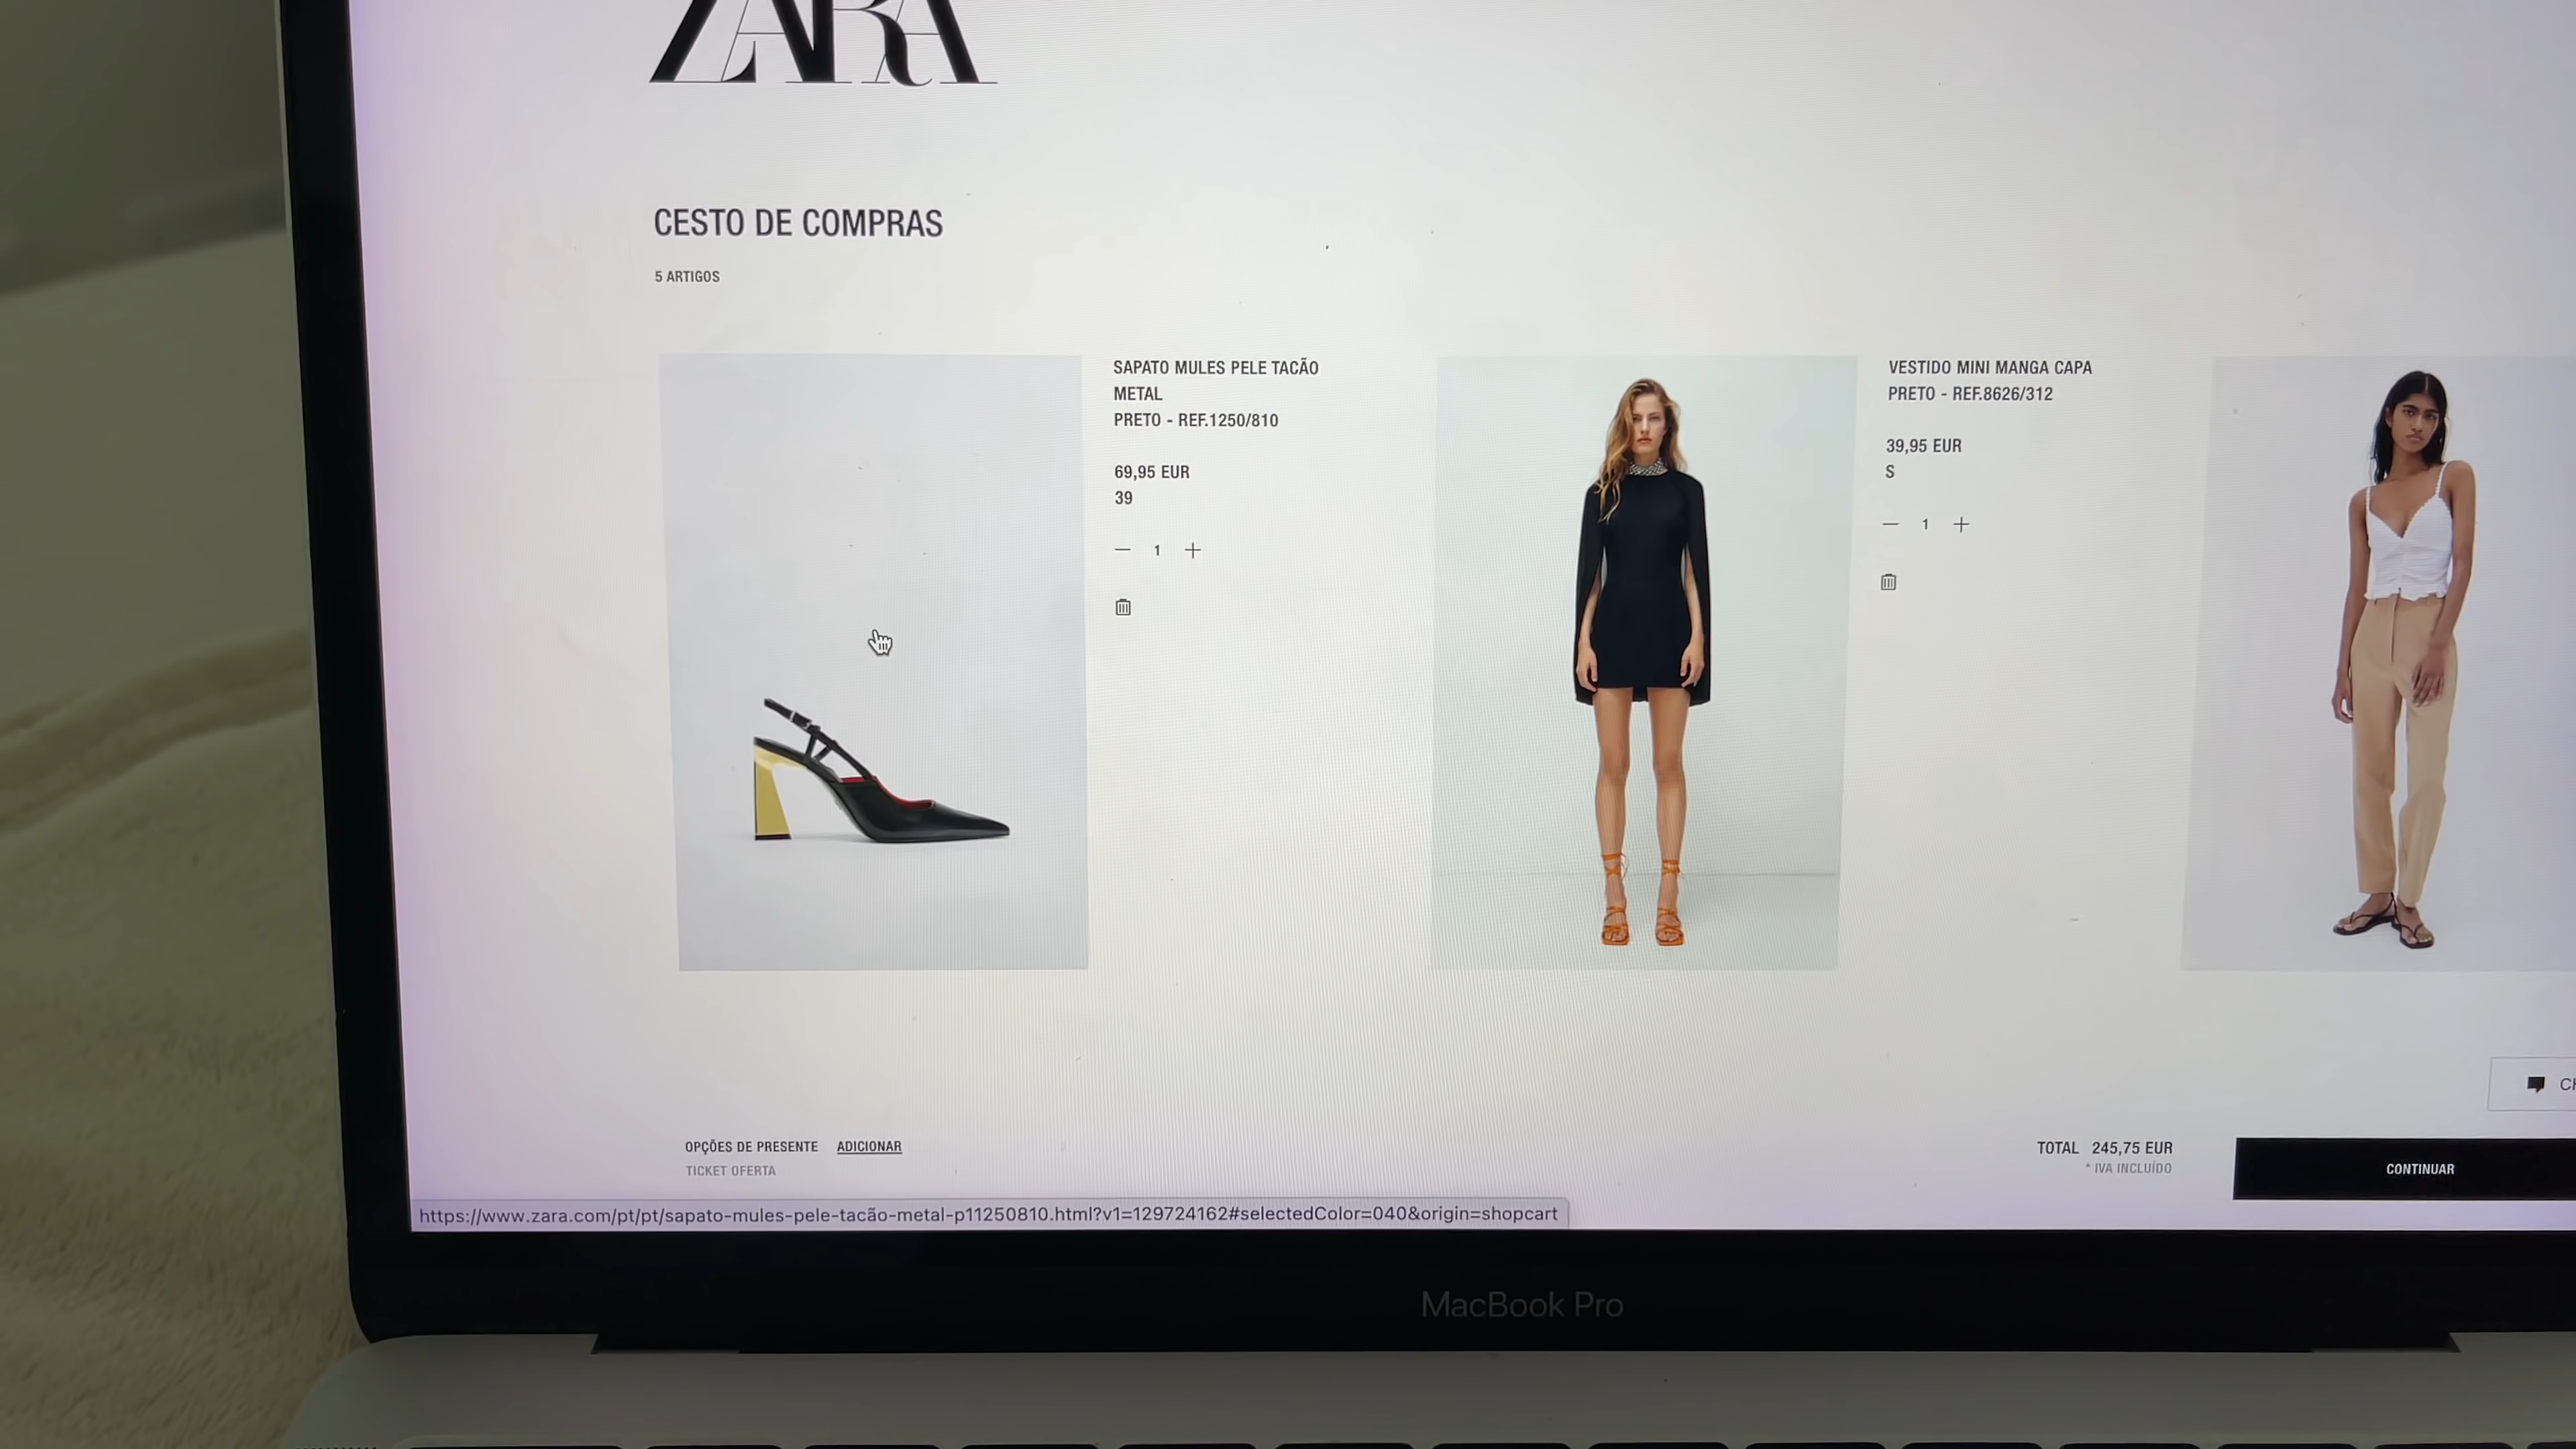 ZARA
CESTO DE COMPRAS
5 ARTIGOS
SAPATO MULES PELE TACÃO
METAL
PRETO - REF.1250/810
69,95 EUR
39
1
VESTIDO MINI MANGA CAPA
PRETO - REF.8626/312
39,95 EUR
S
1
OPÇÕES DE PRESENTE ADICIONAR
TICKET OFERTA
TOTAL 245,75 EUR
* IVA INCLUÍDO
CONTINUAR
https://www.zara.com/pt/pt/sapato-mules-pele-tacão-metal-p11250810.html?v1=129724162#selectedColor=040&origin=shopcart
MacBook Pro